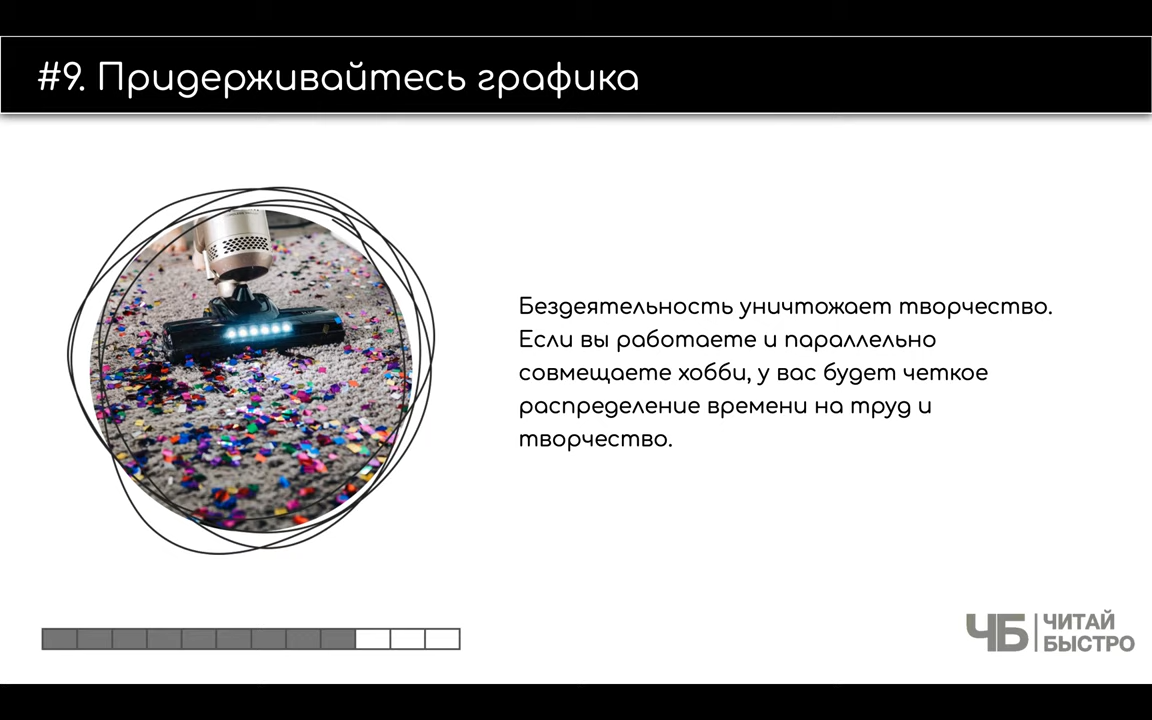 #9. Придерживайтесь графика
Бездеятельность уничтожает творчество.
Если вы работаете и параллельно
совмещаете хобби, у вас будет четкое
распределение времени на труд и
творчество.
ЧБ ЧИТАЙ
БЫСТРО